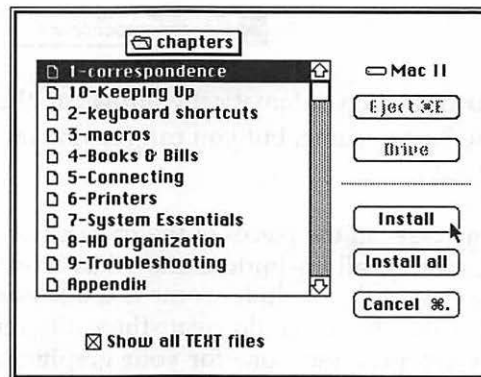 chapters
1-correspondence
10-Keeping Up
2-keyboard shortcuts
3-macros
4-Books & Bills
5-Connecting
6-Printers
7-System Essentials
8-HD organization
9-Troubleshooting
Appendix
Show all TEXT files
Mac II
Eject ⌘E
Drive
Install
Install all
Cancel ⌘.